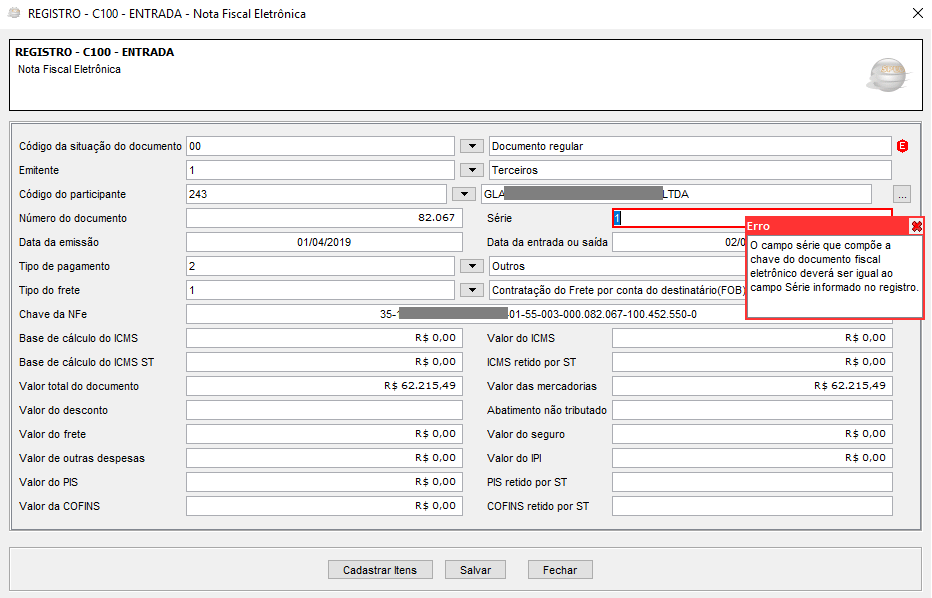 REGISTRO - C100 - ENTRADA - Nota Fiscal Eletrônica
REGISTRO - C100 - ENTRADA
Nota Fiscal Eletrônica
Código da situação do documento 00 Documento regular E
Emitente 1 Terceiros
Código do participante 243 GLA LTDA ...
Número do documento 82.067 Série 1
Data da emissão 01/04/2019 Data da entrada ou saída 02/0
Tipo de pagamento 2 Outros
Tipo do frete 1 Contratação do Frete por conta do destinatário(FOB)
Erro
O campo série que compõe a
chave do documento fiscal
eletrônico deverá ser igual ao
campo Série informado no registro.
Chave da NFe 35-1 -01-55-003-000.082.067-100.452.550-0
Base de cálculo do ICMS R$ 0,00 Valor do ICMS R$ 0,00
Base de cálculo do ICMS ST R$ 0,00 ICMS retido por ST R$ 0,00
Valor total do documento R$ 62.215,49 Valor das mercadorias R$ 62.215,49
Valor do desconto Abatimento não tributado
Valor do frete R$ 0,00 Valor do seguro R$ 0,00
Valor de outras despesas R$ 0,00 Valor do IPI R$ 0,00
Valor do PIS R$ 0,00 PIS retido por ST
Valor da COFINS R$ 0,00 COFINS retido por ST
Cadastrar Itens Salvar Fechar